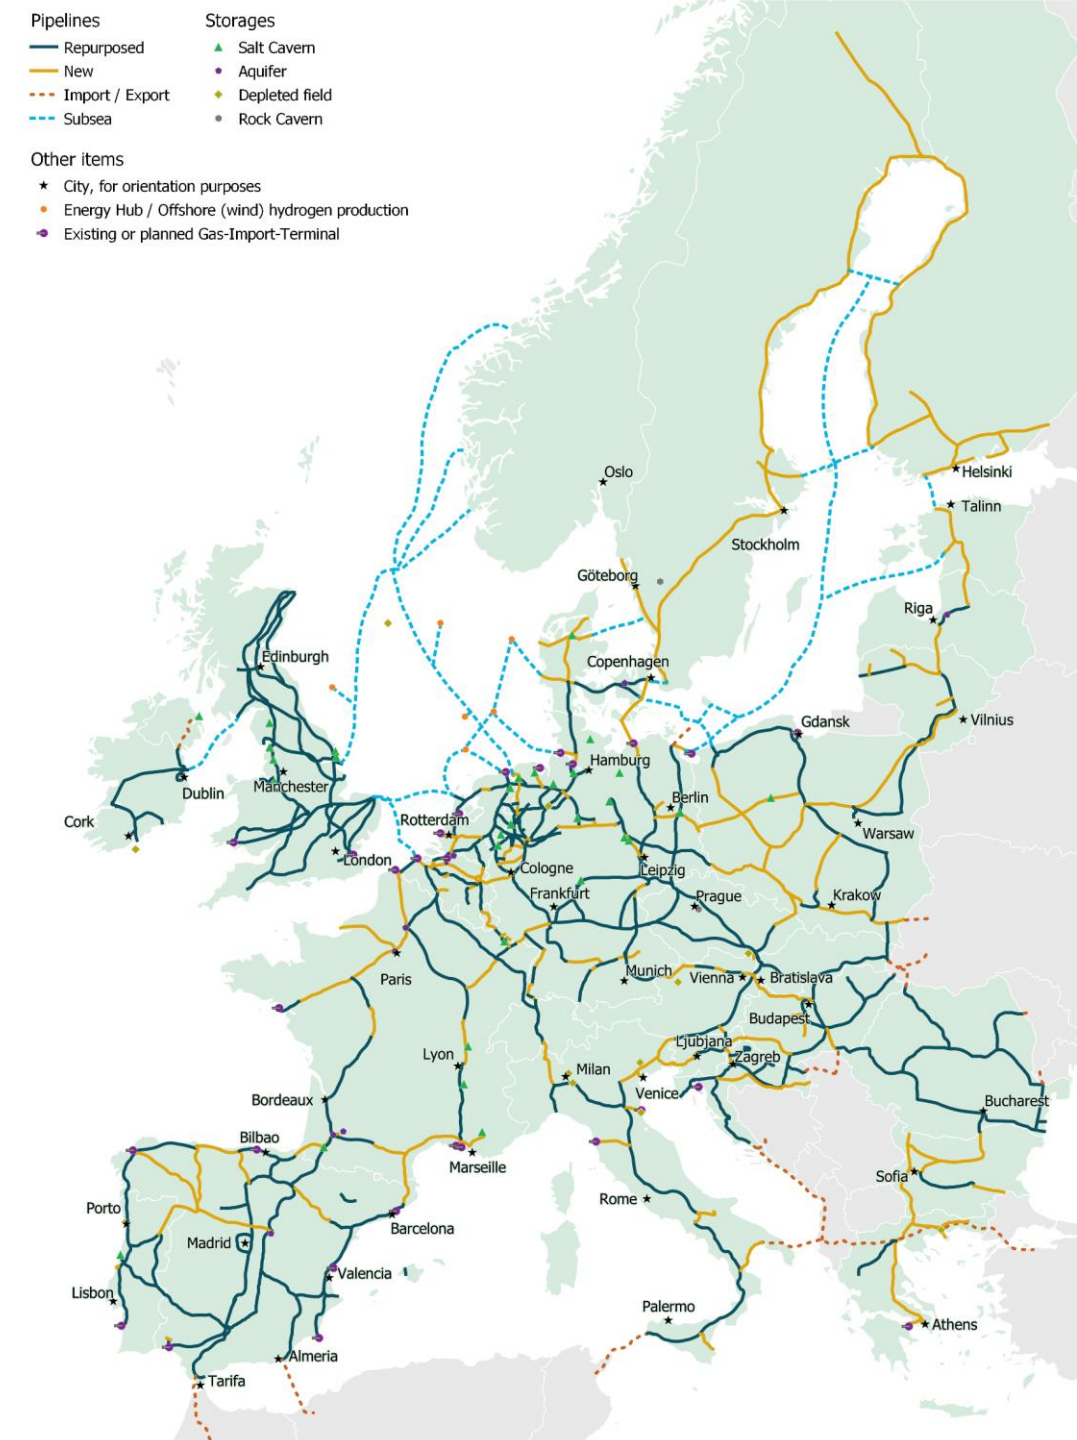 Pipelines
Repurposed
New
Import / Export
Subsea
Storages
Salt Cavern
Aquifer
Depleted field
Rock Cavern
Other items
City, for orientation purposes
Energy Hub / Offshore (wind) hydrogen production
Existing or planned Gas-Import-Terminal
Oslo
Helsinki
Talinn
Stockholm
Göteborg
Riga
Edinburgh
Copenhagen
Vilnius
Gdansk
Hamburg
Manchester
Dublin
Berlin
Cork
Rotterdam
Warsaw
London
Cologne
Leipzig
Frankfurt
Prague
Krakow
Paris
Munich
Vienna
Bratislava
Budapest
Ljubjana
Lyon
Zagreb
Milan
Venice
Bordeaux
Bucharest
Bilbao
Marseille
Sofia
Rome
Porto
Barcelona
Madrid
Valencia
Lisbon
Palermo
Athens
Almeria
Tarifa